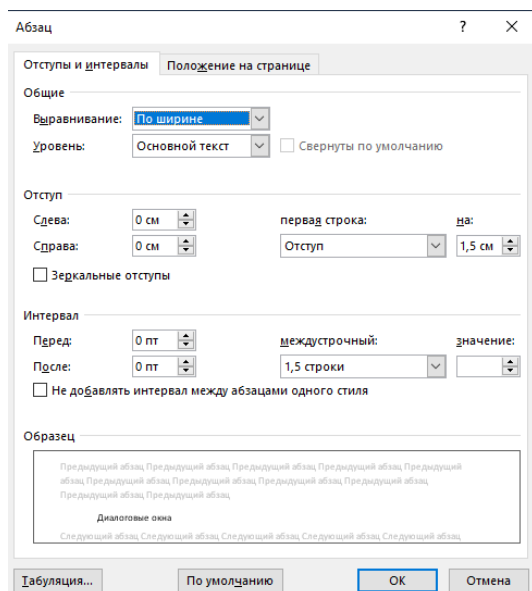 Абзац ?
Отступы и интервалы Положение на странице
Общие
Выравнивание: По ширине
Уровень: Основной текст Свернуты по умолчанию
Отступ
Слева: 0 см первая строка: на:
Справа: 0 см Отступ 1,5 см
Зеркальные отступы
Интервал
Перед: 0 пт междустрочный: значение:
После: 0 пт 1,5 строки
Не добавлять интервал между абзацами одного стиля
Образец
Предыдущий абзац Предыдущий абзац Предыдущий абзац Предыдущий абзац Предыдущий
абзац Предыдущий абзац Предыдущий абзац Предыдущий абзац Предыдущий абзац
Предыдущий абзац Предыдущий абзац
Диалоговые окна
Следующий абзац Следующий абзац Следующий абзац Следующий абзац Следующий абзац
Табуляция... По умолчанию ОК Отмена